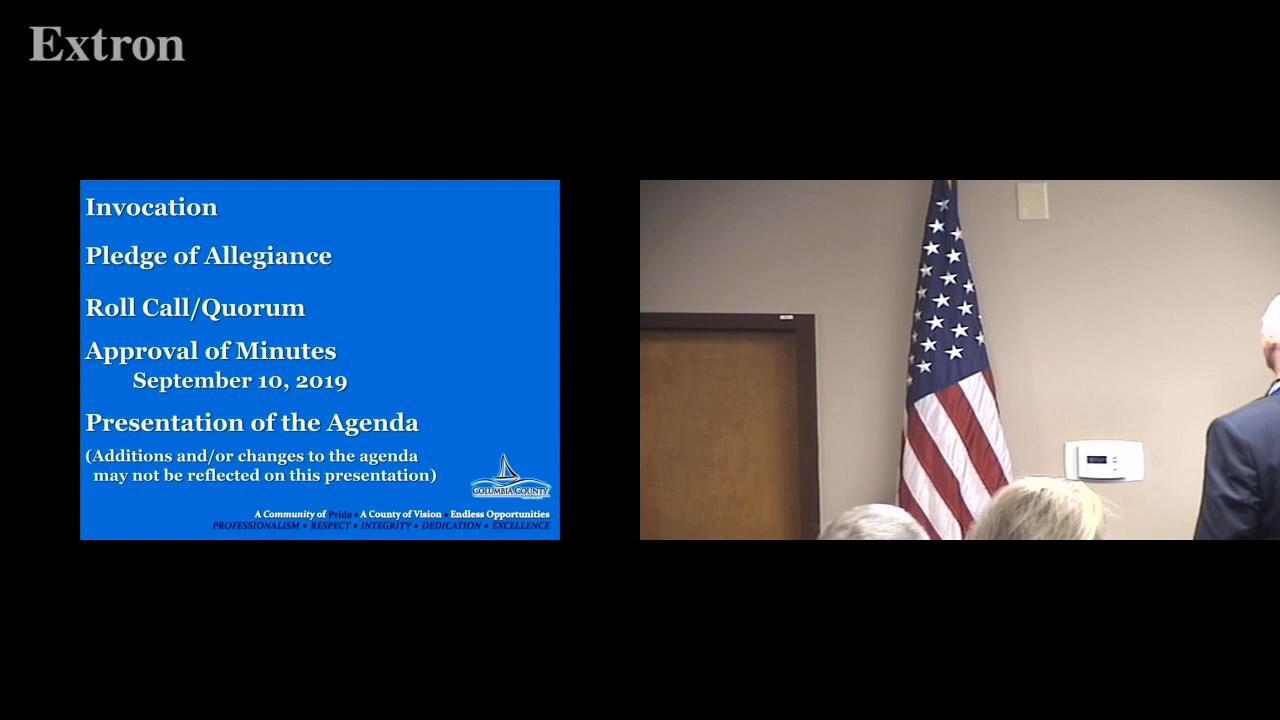 Extron
Invocation
Pledge of Allegiance
Roll Call/Quorum
Approval of Minutes
September 10, 2019
Presentation of the Agenda
(Additions and/or changes to the agenda
may not be reflected on this presentation)
COLUMBIA COUNTY
A Community of Pride • A County of Vision • Endless Opportunities
PROFESSIONALISM • RESPECT • INTEGRITY • DEDICATION • EXCELLENCE